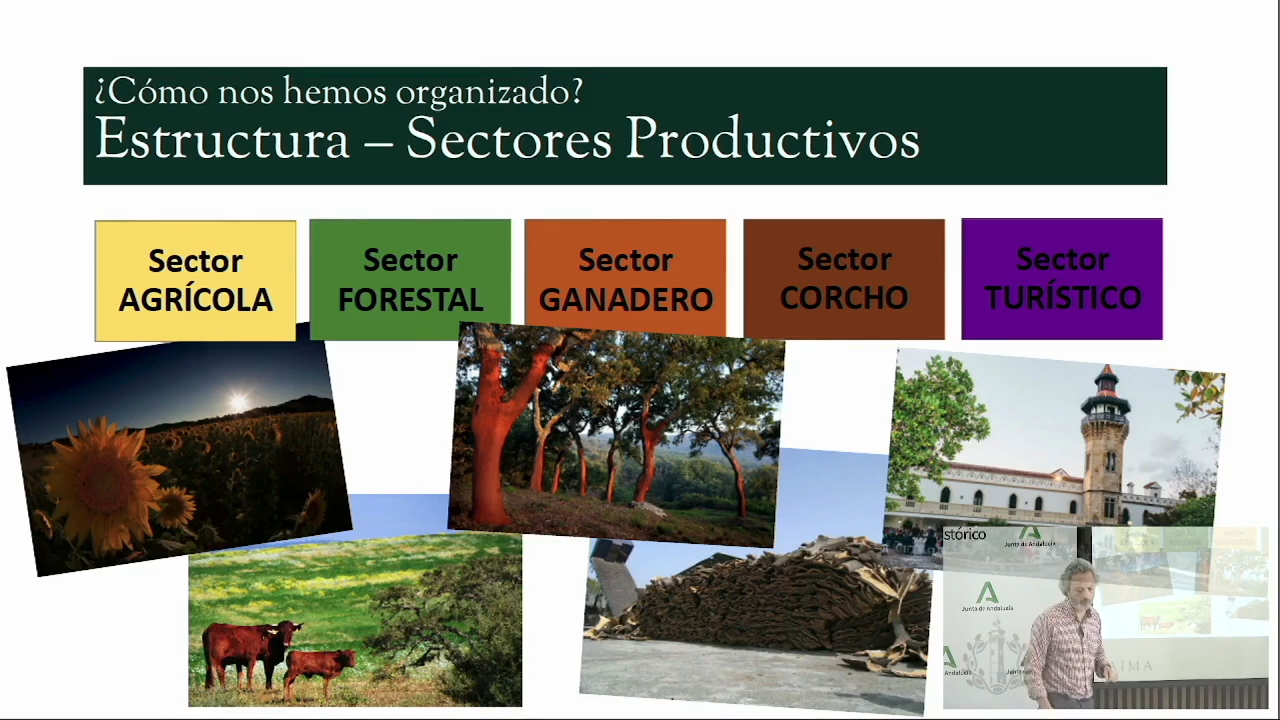 ¿Cómo nos hemos organizado?
Estructura – Sectores Productivos
Sector
AGRÍCOLA
Sector
FORESTAL
Sector
GANADERO
Sector
CORCHO
Sector
TURÍSTICO
stórico
Junta de Andalucía
Junta de Andalucía
AIMA